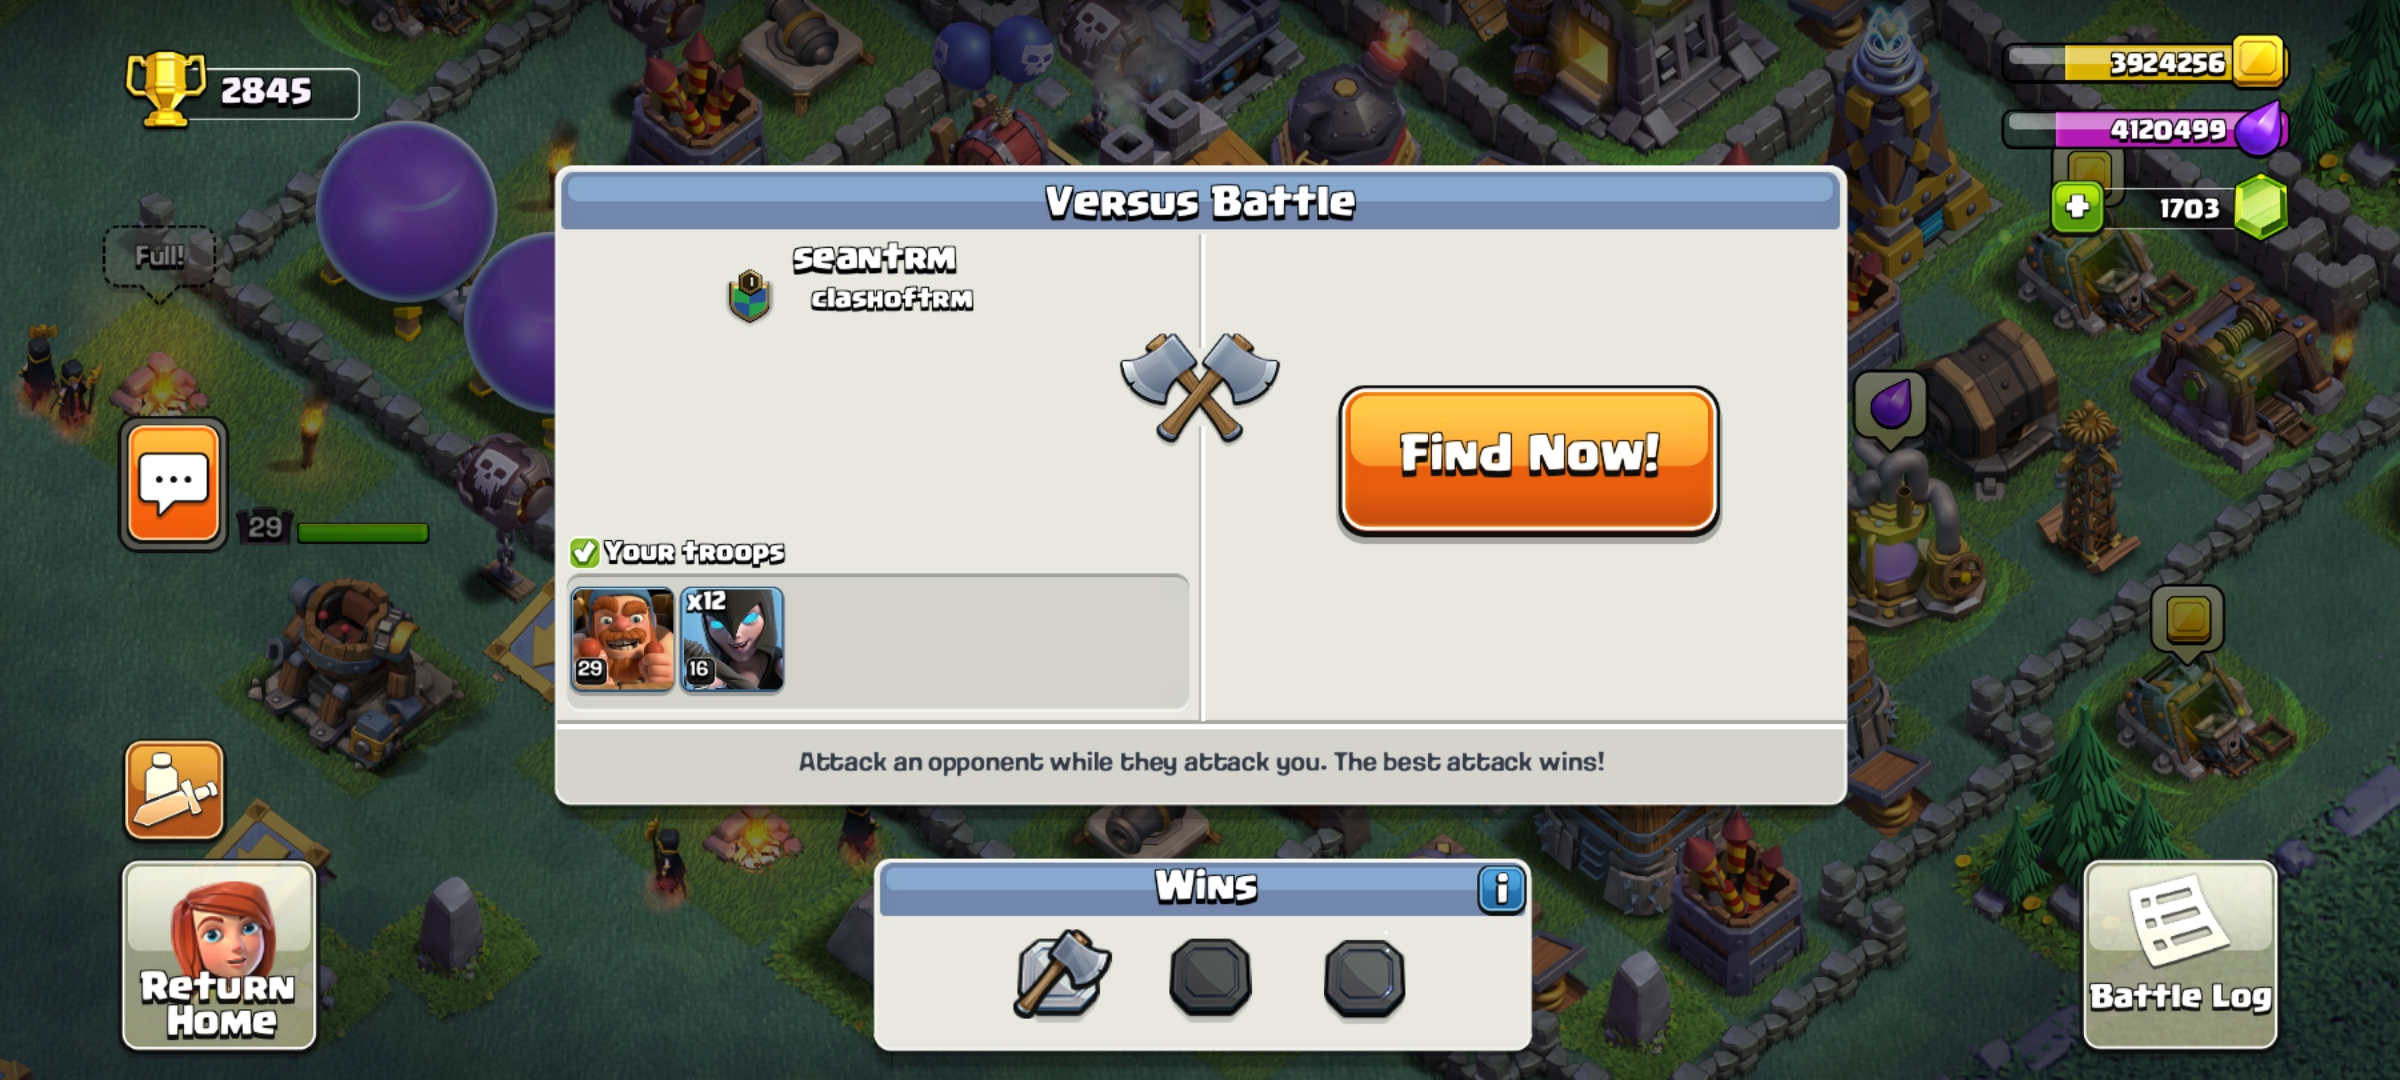 2845
3924256
4120499
1703
Full!
Versus Battle
seantrm
1
clashoftrm
Find Now!
29
Your troops
x12
29
16
Attack an opponent while they attack you. The best attack wins!
Wins
i
Return
Home
Battle Log